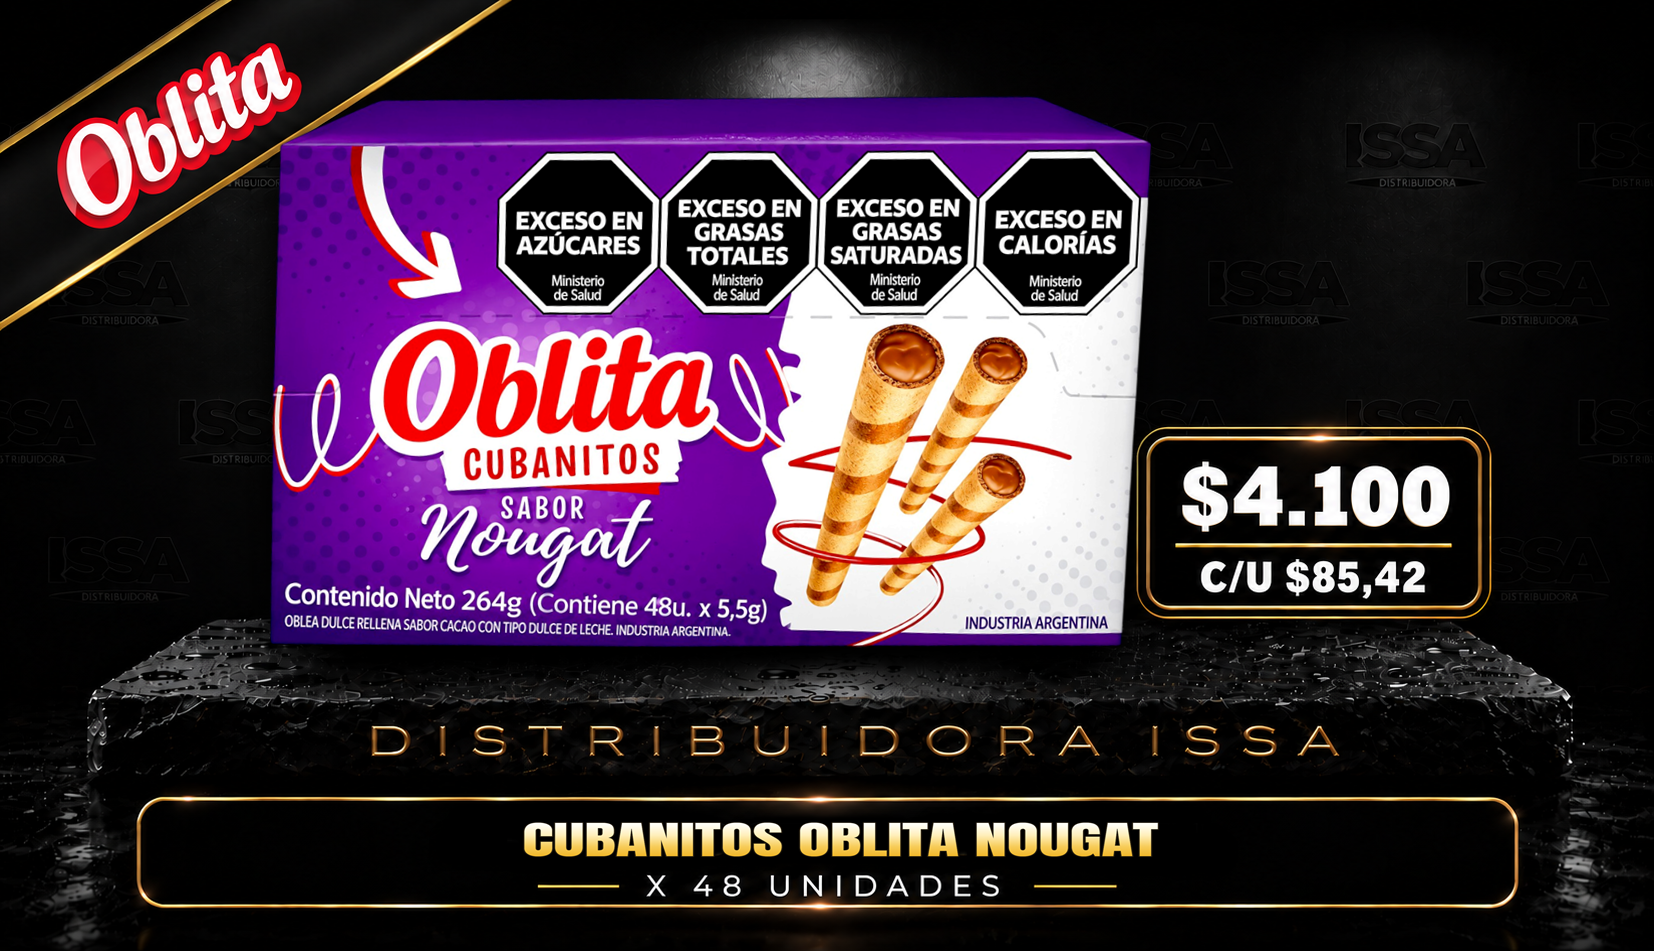 Oblita
EXCESO EN
AZÚCARES
Ministerio
de Salud
EXCESO EN
GRASAS
TOTALES
Ministerio
de Salud
EXCESO EN
GRASAS
SATURADAS
Ministerio
de Salud
EXCESO EN
CALORÍAS
Ministerio
de Salud
Oblita
CUBANITOS
SABOR
Nougat
Contenido Neto 264g (Contiene 48u. x 5,5g)
OBLEA DULCE RELLENA SABOR CACAO CON TIPO DULCE DE LECHE. INDUSTRIA ARGENTINA.
INDUSTRIA ARGENTINA
$4.100
C/U $85,42
ISSA
DISTRIBUIDORA
DISTRIBUIDORA ISSA
CUBANITOS OBLITA NOUGAT
X 48 UNIDADES